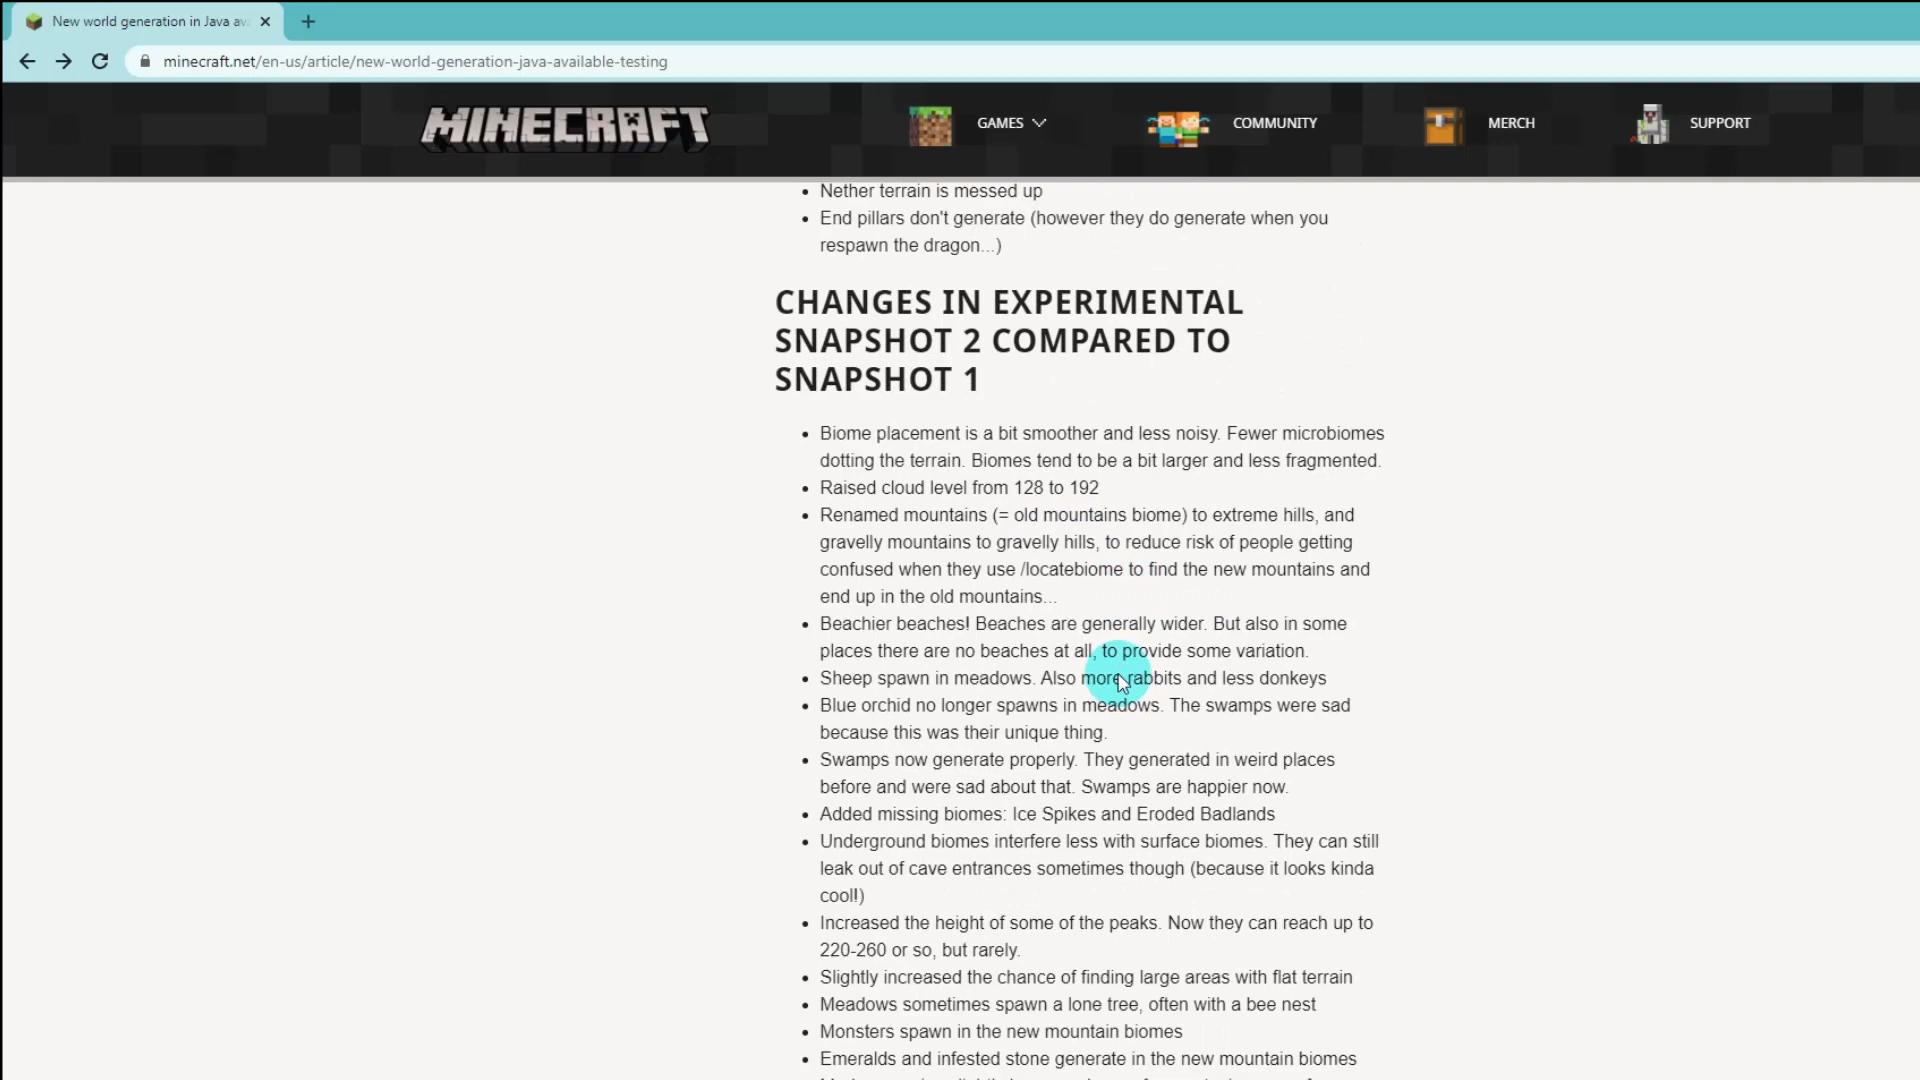 New world generation in Java av
minecraft.net/en-us/article/new-world-generation-java-available-testing
MINECRAFT
GAMES
COMMUNITY
MERCH
SUPPORT
• Nether terrain is messed up
• End pillars don't generate (however they do generate when you
respawn the dragon...)
CHANGES IN EXPERIMENTAL
SNAPSHOT 2 COMPARED TO
SNAPSHOT 1
• Biome placement is a bit smoother and less noisy. Fewer microbiomes
dotting the terrain. Biomes tend to be a bit larger and less fragmented.
• Raised cloud level from 128 to 192
• Renamed mountains (= old mountains biome) to extreme hills, and
gravelly mountains to gravelly hills, to reduce risk of people getting
confused when they use /locatebiome to find the new mountains and
end up in the old mountains...
• Beachier beaches! Beaches are generally wider. But also in some
places there are no beaches at all, to provide some variation.
• Sheep spawn in meadows. Also more rabbits and less donkeys
• Blue orchid no longer spawns in meadows. The swamps were sad
because this was their unique thing.
• Swamps now generate properly. They generated in weird places
before and were sad about that. Swamps are happier now.
• Added missing biomes: Ice Spikes and Eroded Badlands
• Underground biomes interfere less with surface biomes. They can still
leak out of cave entrances sometimes though (because it looks kinda
cool!)
• Increased the height of some of the peaks. Now they can reach up to
220-260 or so, but rarely.
• Slightly increased the chance of finding large areas with flat terrain
• Meadows sometimes spawn a lone tree, often with a bee nest
• Monsters spawn in the new mountain biomes
• Emeralds and infested stone generate in the new mountain biomes